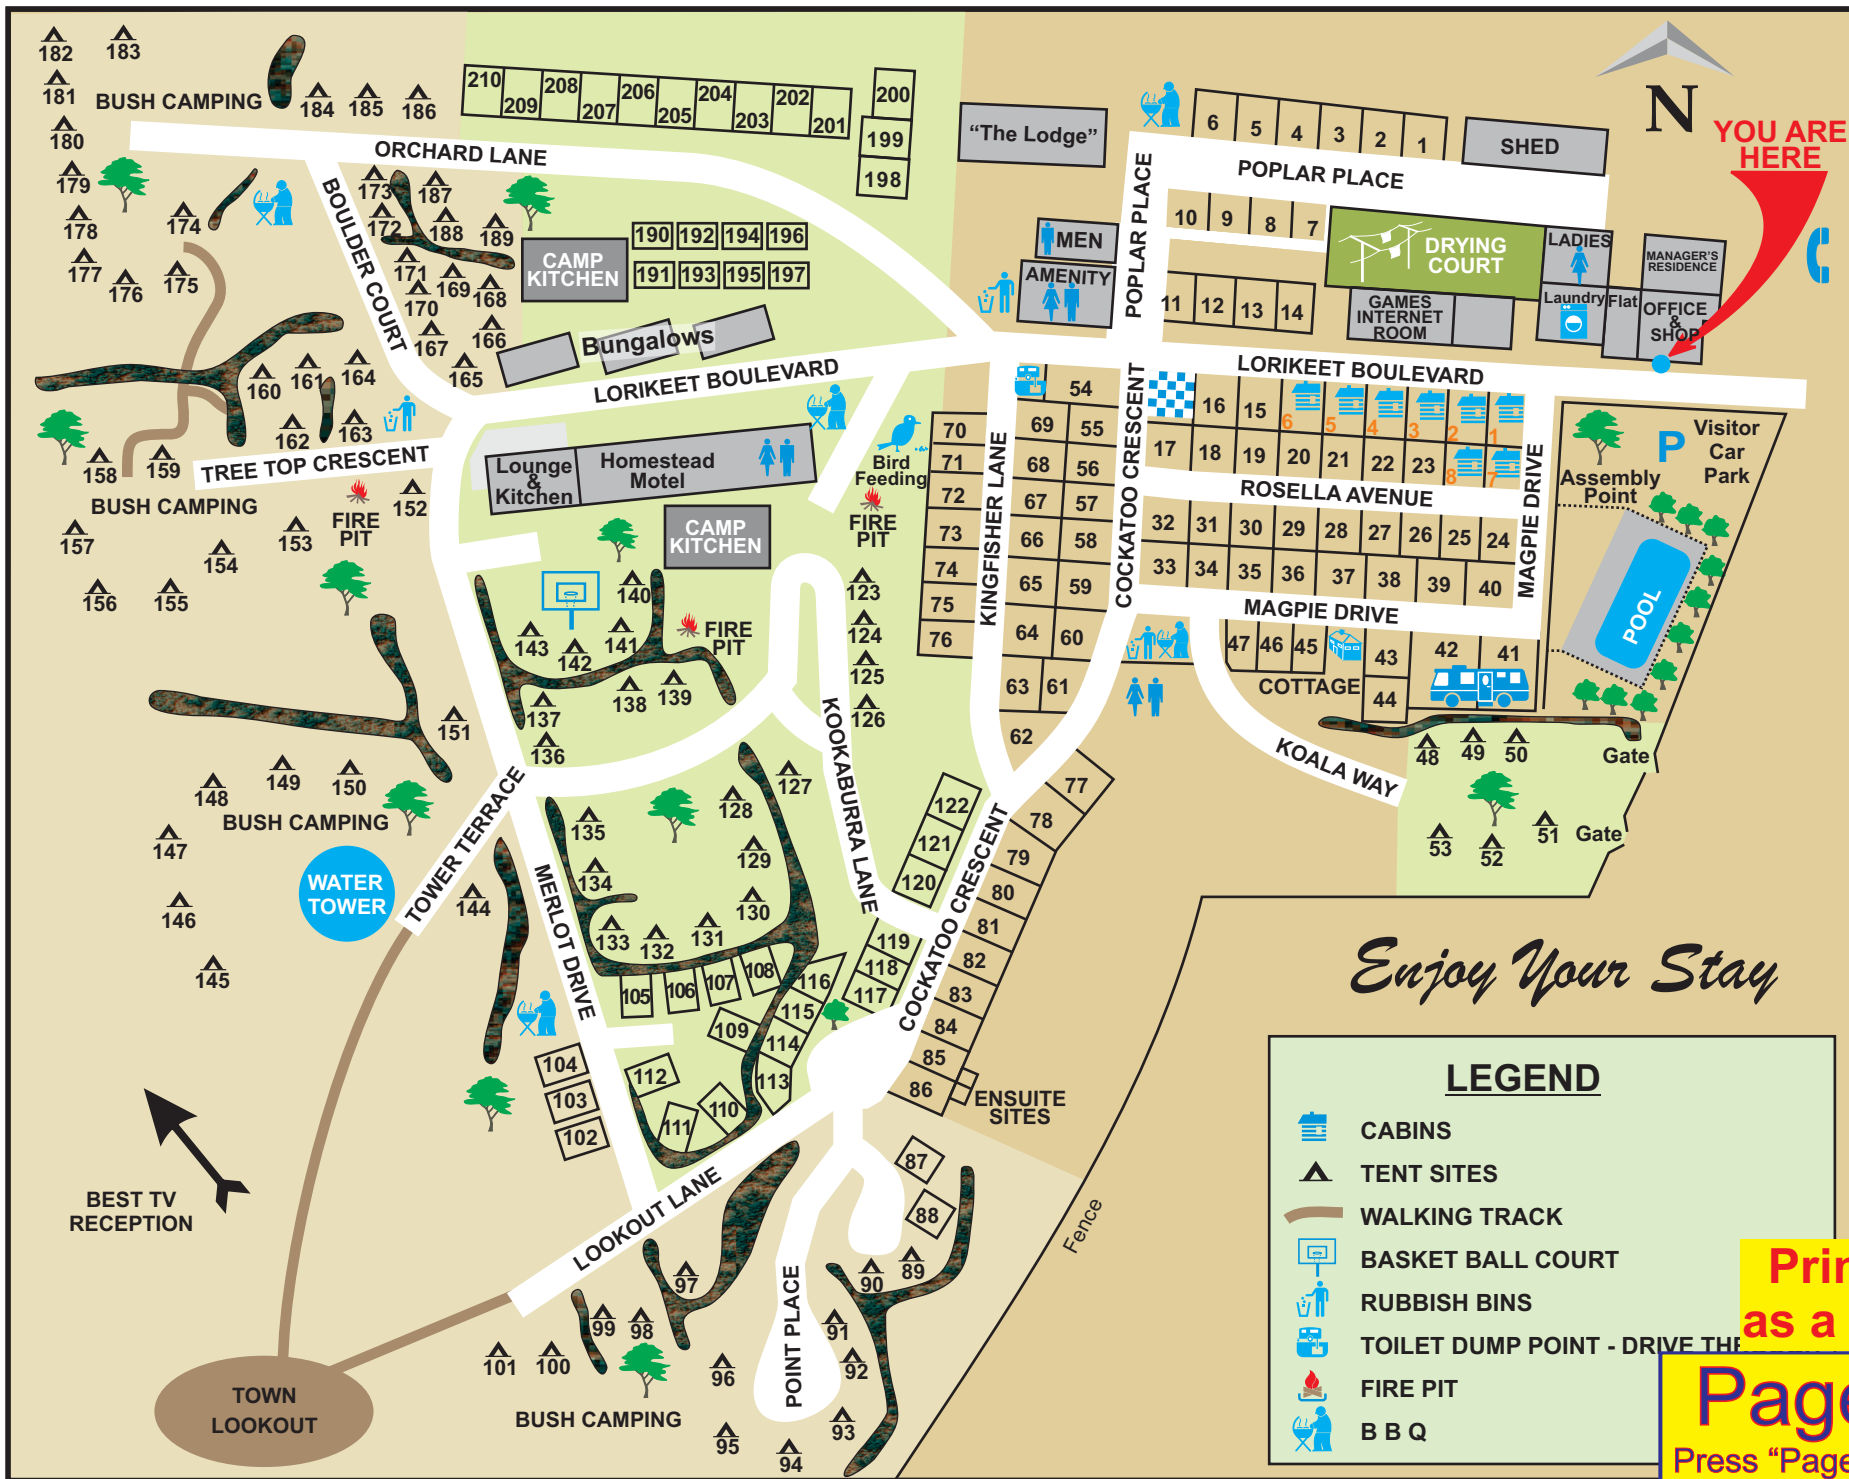 182
183
181
BUSH CAMPING
184
185
186
180
179
178
174
177
176
175
210
209
208
207
206
205
204
203
202
201
200
199
198
ORCHARD LANE
BOULDER COURT
173
187
172
188
189
171
169
168
170
167
166
165
CAMP
KITCHEN
190
192
194
196
191
193
195
197
Bungalows
LORIKEET BOULEVARD
"The Lodge"
MEN
AMENITY
POPLAR PLACE
6
5
4
3
2
1
SHED
POPLAR PLACE
10
9
8
7
DRYING
COURT
LADIES
MANAGER'S
RESIDENCE
11
12
13
14
GAMES
INTERNET
ROOM
Laundry
Flat
OFFICE
&
SHOP
N
YOU ARE
HERE
LORIKEET BOULEVARD
160
161
164
162
163
158
159
TREE TOP CRESCENT
BUSH CAMPING
FIRE
PIT
152
157
153
154
156
155
Lounge
&
Kitchen
Homestead
Motel
Bird
Feeding
FIRE
PIT
CAMP
KITCHEN
140
143
142
141
FIRE
PIT
139
138
137
136
123
124
125
126
70
71
72
73
74
75
76
KINGFISHER LANE
54
69
55
68
56
67
57
66
58
65
59
64
60
63
61
62
COCKATOO CRESCENT
16
15
6
5
4
3
2
1
17
18
19
20
21
22
23
8
7
ROSELLA AVENUE
32
31
30
29
28
27
26
25
24
33
34
35
36
37
38
39
40
MAGPIE DRIVE
MAGPIE DRIVE
Assembly
Point
P
Visitor
Car
Park
POOL
47
46
45
43
42
41
COTTAGE
44
KOALA WAY
48
49
50
Gate
53
52
51
Gate
151
149
150
148
BUSH CAMPING
147
WATER
TOWER
146
145
TOWER TERRACE
144
MERLOT DRIVE
135
134
133
132
131
130
129
128
127
KOOKABURRA LANE
122
121
120
119
118
117
116
115
114
113
COCKATOO CRESCENT
77
78
79
80
81
82
83
84
85
86
ENSUITE
SITES
105
106
107
108
109
104
103
102
112
111
110
BEST TV
RECEPTION
LOOKOUT LANE
87
88
Fence
89
90
91
92
93
94
95
96
97
98
99
100
101
POINT PLACE
BUSH CAMPING
TOWN
LOOKOUT
Enjoy Your Stay
LEGEND
CABINS
TENT SITES
WALKING TRACK
BASKET BALL COURT
RUBBISH BINS
TOILET DUMP POINT - DRIVE
FIRE PIT
B B Q
as a
Press "Page